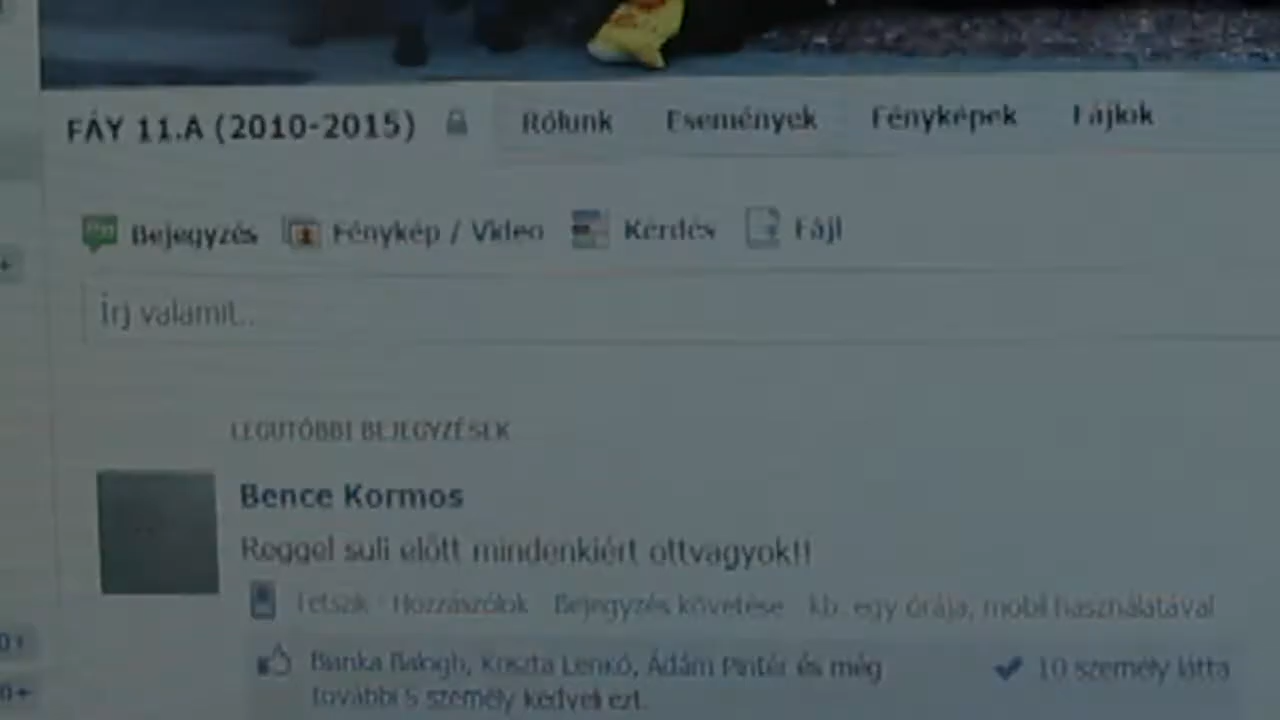 FÁY 11.A (2010-2015) Rólunk Események Fényképek Fájlok
Bejegyzés Fénykép / Video Kérdés Fájl
Írj valamit...
LEGUTÓBBI BEJEGYZÉSEK
Bence Kormos
Reggel suli előtt mindenkiért ottvagyok!!
Tetszik · Hozzászólok · Bejegyzés követése · kb. egy órája, mobil használatával
Bianka Balogh, Koszta Lenkó, Ádám Pintér és még 10 személy látta
további 5 személy kedveli ezt.